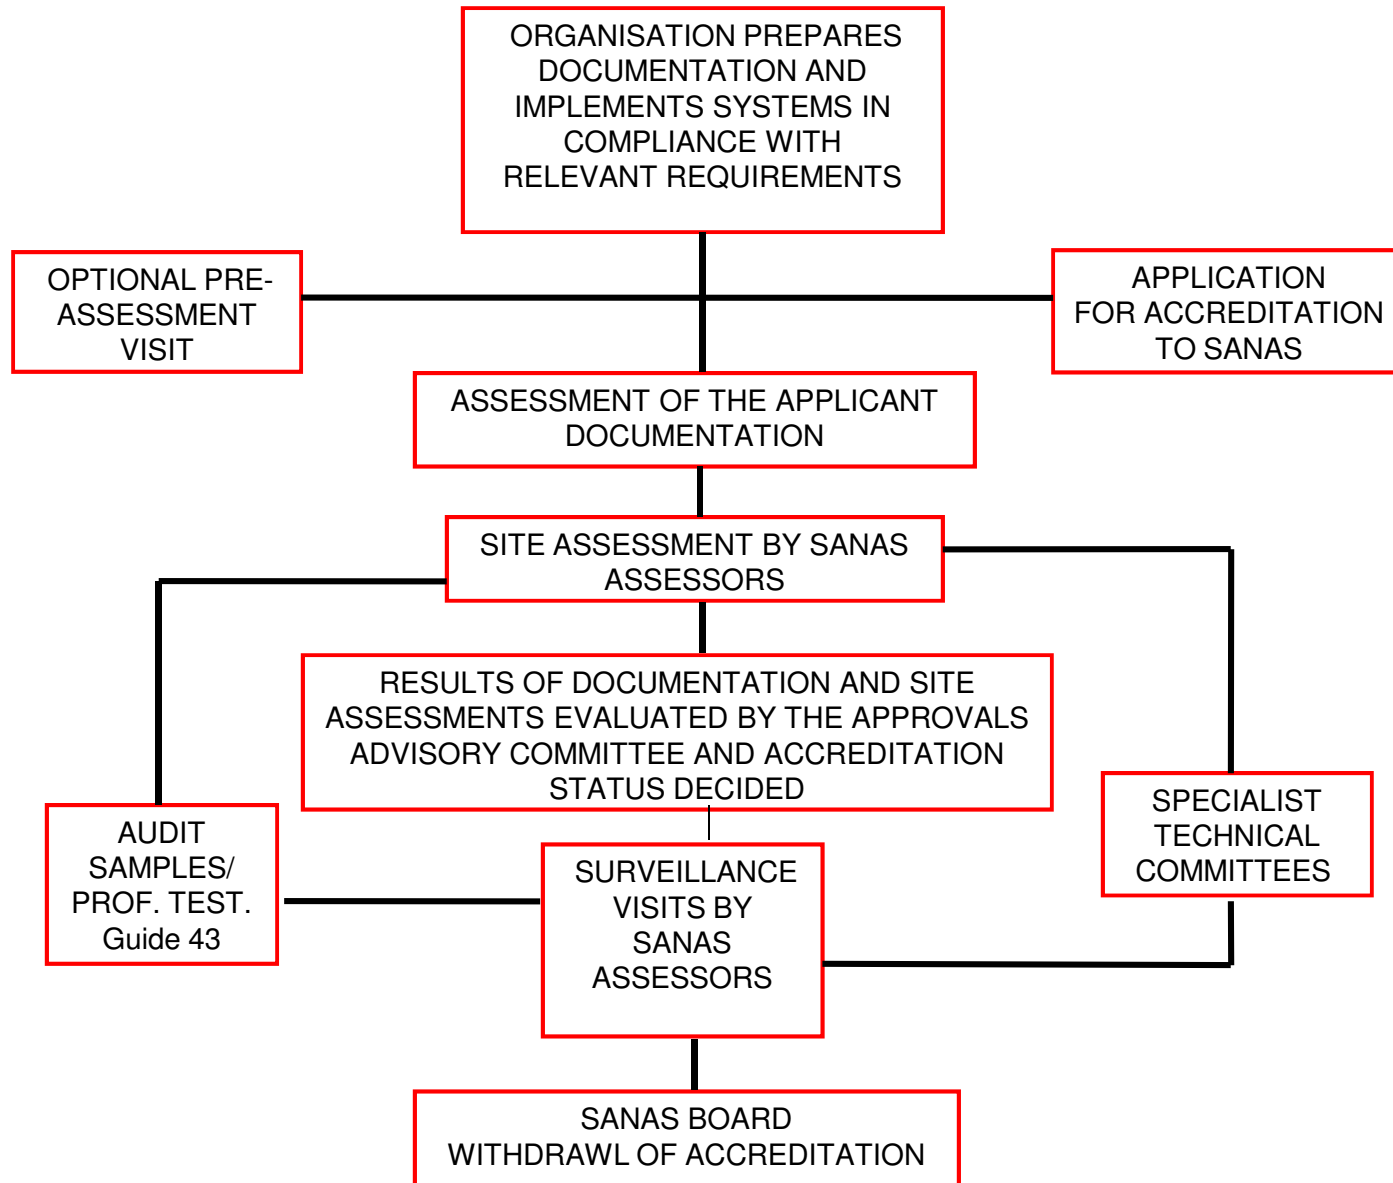 ORGANISATION PREPARES
DOCUMENTATION AND
IMPLEMENTS SYSTEMS IN
COMPLIANCE WITH
RELEVANT REQUIREMENTS
OPTIONAL PRE-
ASSESSMENT
VISIT
APPLICATION
FOR ACCREDITATION
TO SANAS
ASSESSMENT OF THE APPLICANT
DOCUMENTATION
SITE ASSESSMENT BY SANAS
ASSESSORS
RESULTS OF DOCUMENTATION AND SITE
ASSESSMENTS EVALUATED BY THE APPROVALS
ADVISORY COMMITTEE AND ACCREDITATION
STATUS DECIDED
AUDIT
SAMPLES/
PROF. TEST.
Guide 43
SURVEILLANCE
VISITS BY
SANAS
ASSESSORS
SPECIALIST
TECHNICAL
COMMITTEES
SANAS BOARD
WITHDRAWL OF ACCREDITATION